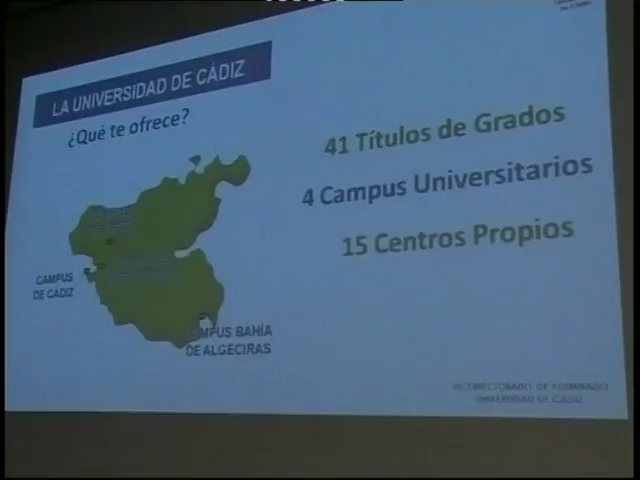 LA UNIVERSIDAD DE CÁDIZ
¿Qué te ofrece?
41 Títulos de Grados
4 Campus Universitarios
15 Centros Propios
CAMPUS
DE CÁDIZ
CAMPUS BAHÍA
DE ALGECIRAS
VICERRECTORADO DE ALUMNADO
UNIVERSIDAD DE CÁDIZ